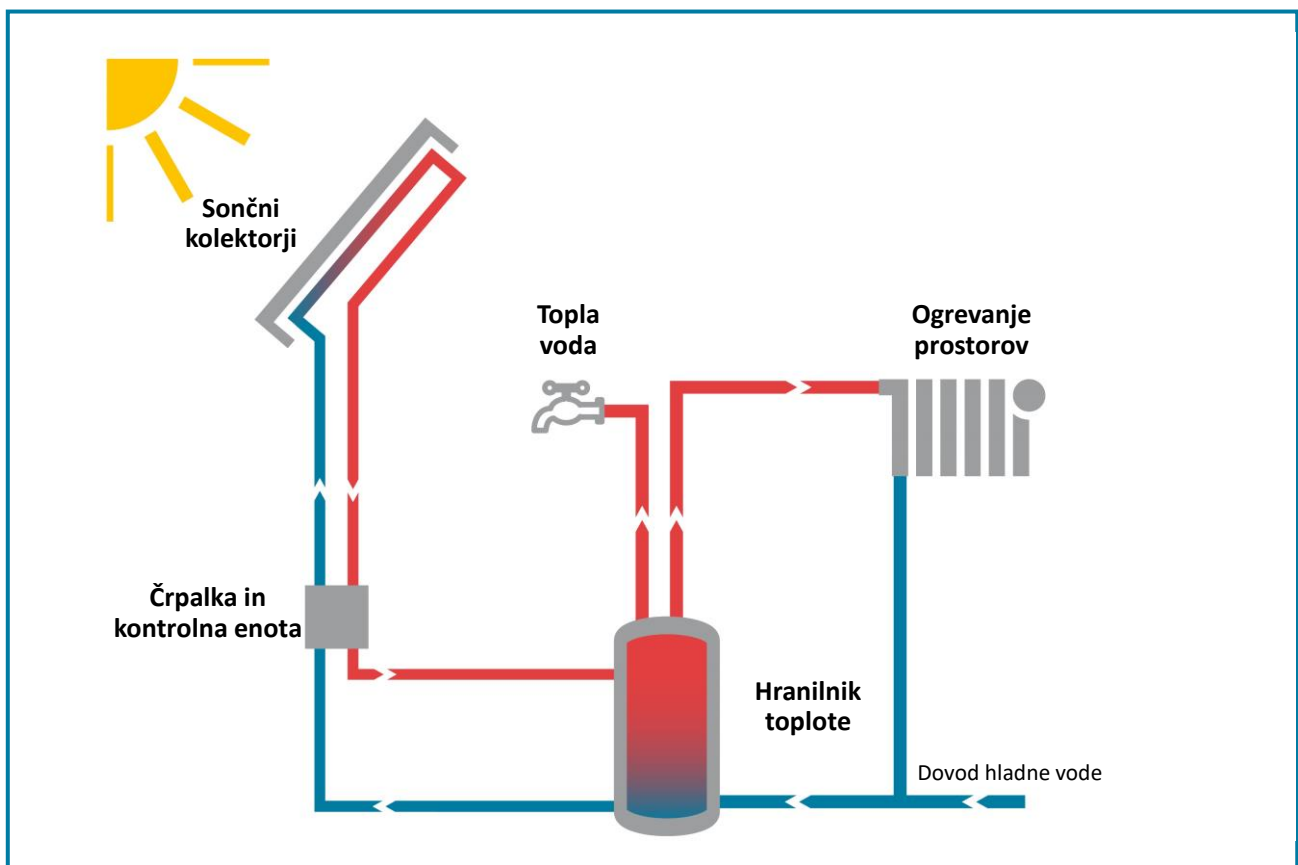 Sončni
kolektorji
Topla
voda
Ogrevanje
prostorov
Črpalka in
kontrolna enota
Hranilnik
toplote
Dovod hladne vode